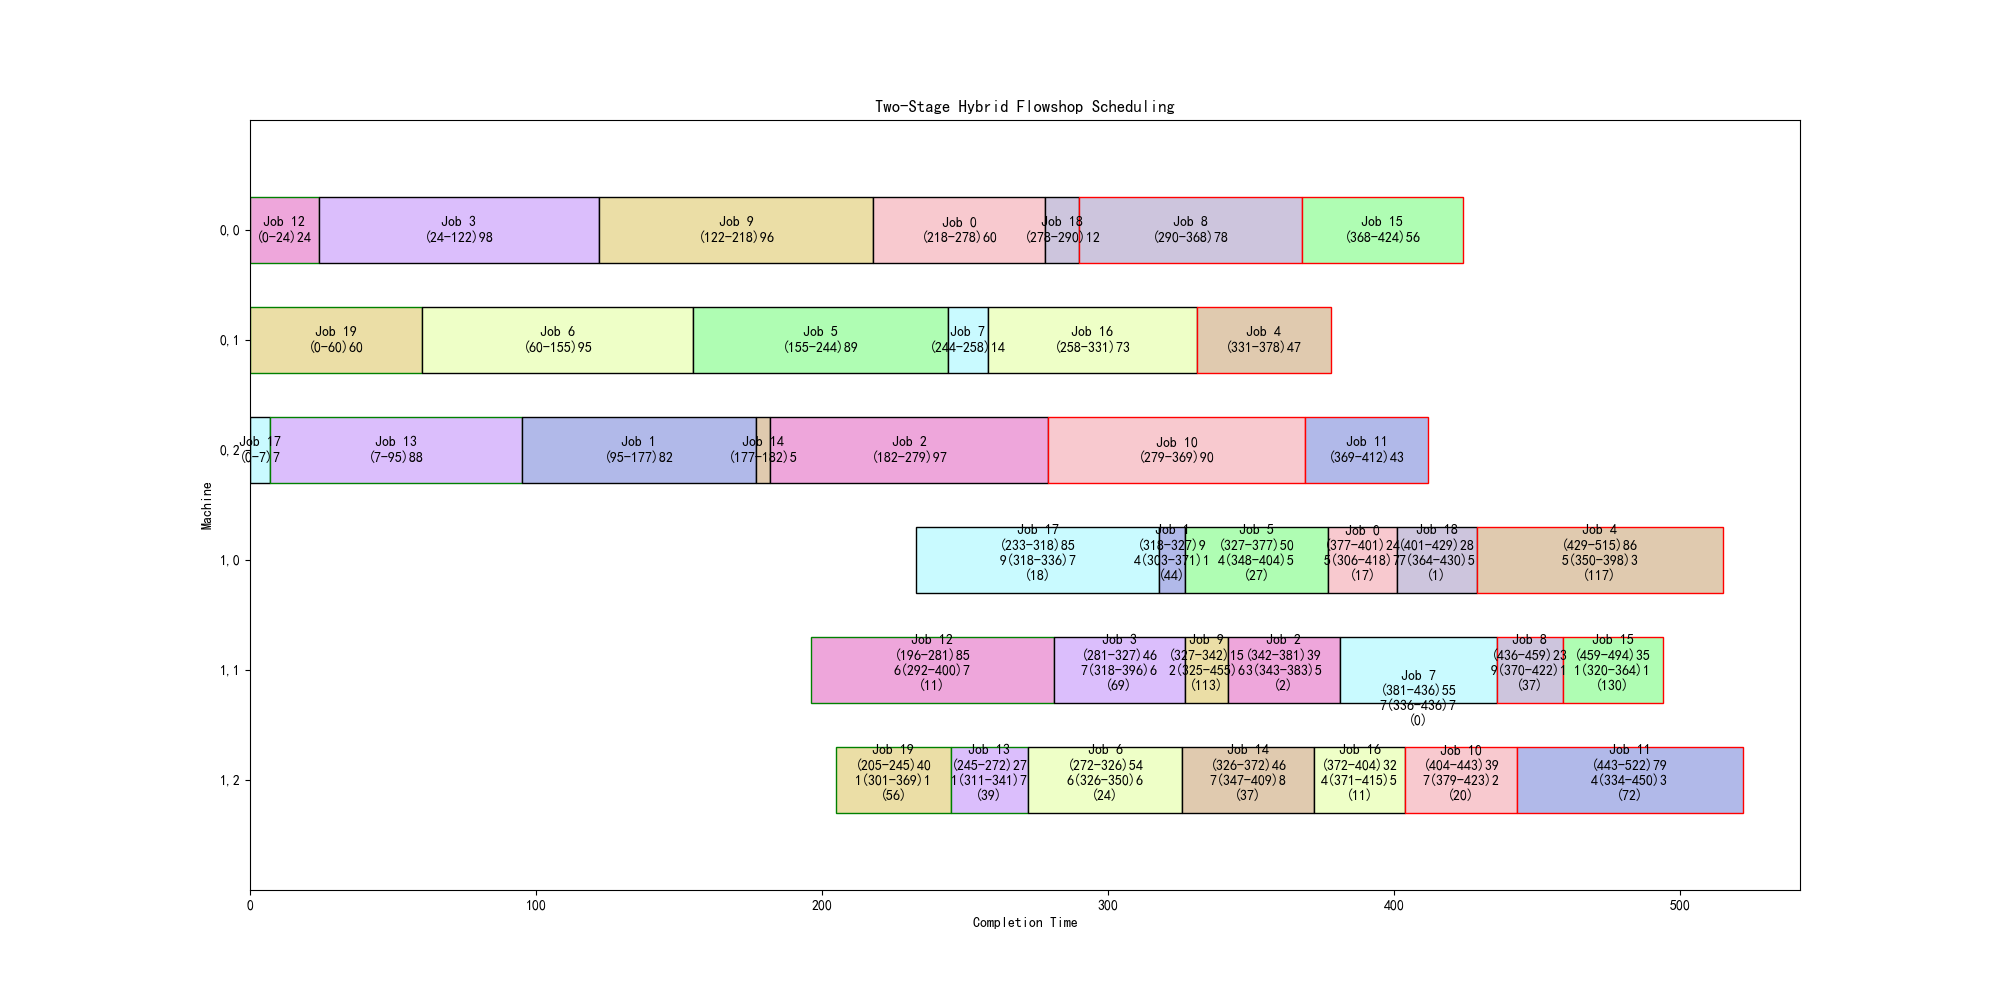 Two-Stage Hybrid Flowshop Scheduling
Machine
0,0
Job 12
(0-24)24
Job 3
(24-122)98
Job 9
(122-218)96
Job 0
(218-278)60
Job 18
(278-290)12
Job 8
(290-368)78
Job 15
(368-424)56
0,1
Job 19
(0-60)60
Job 6
(60-155)95
Job 5
(155-244)89
Job 7
(244-258)14
Job 16
(258-331)73
Job 4
(331-378)47
0,2
Job 17
(0-7)7
Job 13
(7-95)88
Job 1
(95-177)82
Job 14
(177-182)5
Job 2
(182-279)97
Job 10
(279-369)90
Job 11
(369-412)43
1,0
Job 17
(233-318)85
9(318-336)7
(18)
Job 1
(318-327)9
4(303-371)1
(44)
Job 5
(327-377)50
4(348-404)5
(27)
Job 0
(377-401)24
5(306-418)7
(17)
Job 18
(401-429)28
7(364-430)5
(1)
Job 4
(429-515)86
5(350-398)3
(117)
1,1
Job 12
(196-281)85
6(292-400)7
(11)
Job 3
(281-327)46
7(318-396)6
(69)
Job 9
(327-342)15
2(325-455)6
(113)
Job 2
(342-381)39
3(343-383)5
(2)
Job 7
(381-436)55
7(336-436)7
(0)
Job 8
(436-459)23
9(370-422)1
(37)
Job 15
(459-494)35
1(320-364)1
(130)
1,2
Job 19
(205-245)40
1(301-369)1
(56)
Job 13
(245-272)27
1(311-341)7
(39)
Job 6
(272-326)54
6(326-350)6
(24)
Job 14
(326-372)46
7(347-409)8
(37)
Job 16
(372-404)32
4(371-415)5
(11)
Job 10
(404-443)39
7(379-423)2
(20)
Job 11
(443-522)79
4(334-450)3
(72)
0
100
200
300
400
500
Completion Time